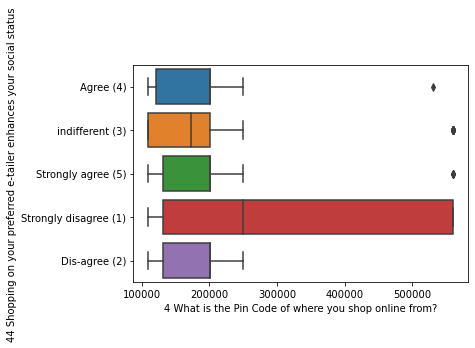 44 Shopping on your preferred e-tailer enhances your social status
Agree (4)
indifferent (3)
Strongly agree (5)
Strongly disagree (1)
Dis-agree (2)
100000 200000 300000 400000 500000
4 What is the Pin Code of where you shop online from?